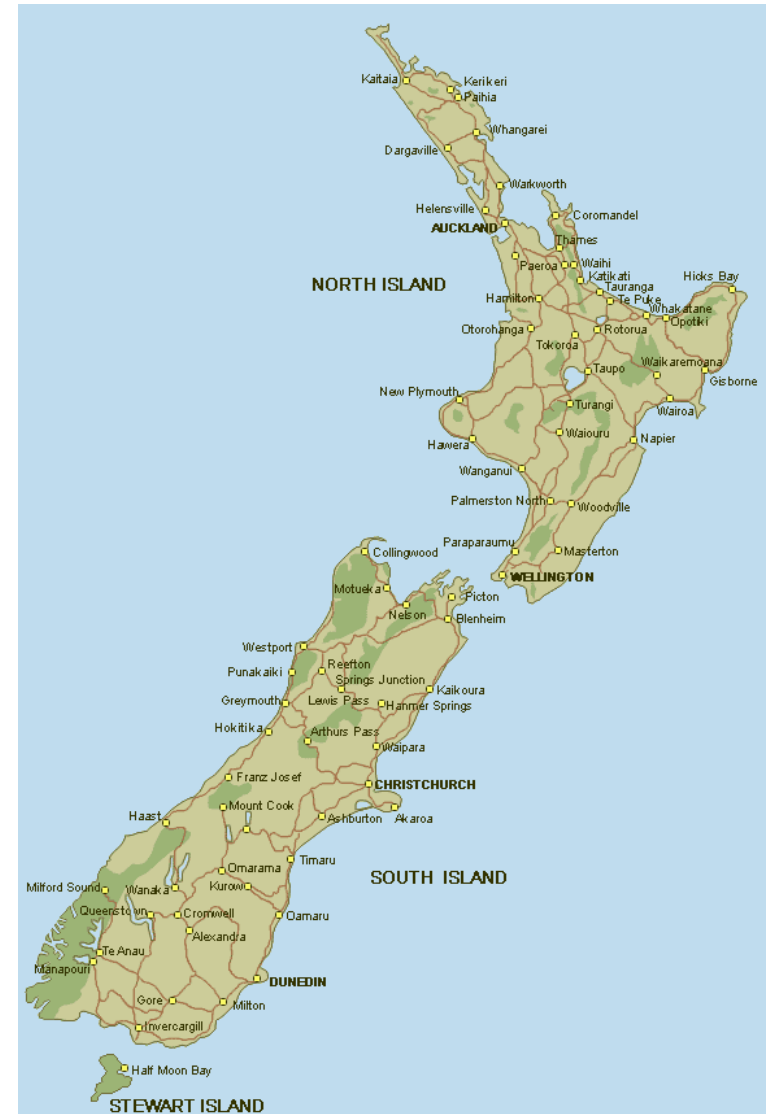 Kaitaia
Kerikeri
Paihia
Whangarei
Dargaville
Warkworth
Helensville
Coromandel
AUCKLAND
Thames
Paeroa
Waihi
Katikati
Hicks Bay
NORTH ISLAND
Tauranga
Hamilton
Te Puke
Whakatane
Opotiki
Otorohanga
Rotorua
Tokoroa
Waikaremoana
Taupo
Gisborne
New Plymouth
Turangi
Wairoa
Waiouru
Napier
Hawera
Wanganui
Palmerston North
Woodville
Paraparaumu
Masterton
Collingwood
WELLINGTON
Motueka
Picton
Nelson
Blenheim
Westport
Reefton
Punakaiki
Springs Junction
Kaikoura
Greymouth
Lewis Pass
Hanmer Springs
Hokitika
Arthurs Pass
Waipara
Franz Josef
CHRISTCHURCH
Mount Cook
Haast
Ashburton
Akaroa
Timaru
Omarama
SOUTH ISLAND
Milford Sound
Wanaka
Kurow
Queenstown
Cromwell
Oamaru
Alexandra
Te Anau
Manapouri
DUNEDIN
Gore
Milton
Invercargill
Half Moon Bay
STEWART ISLAND